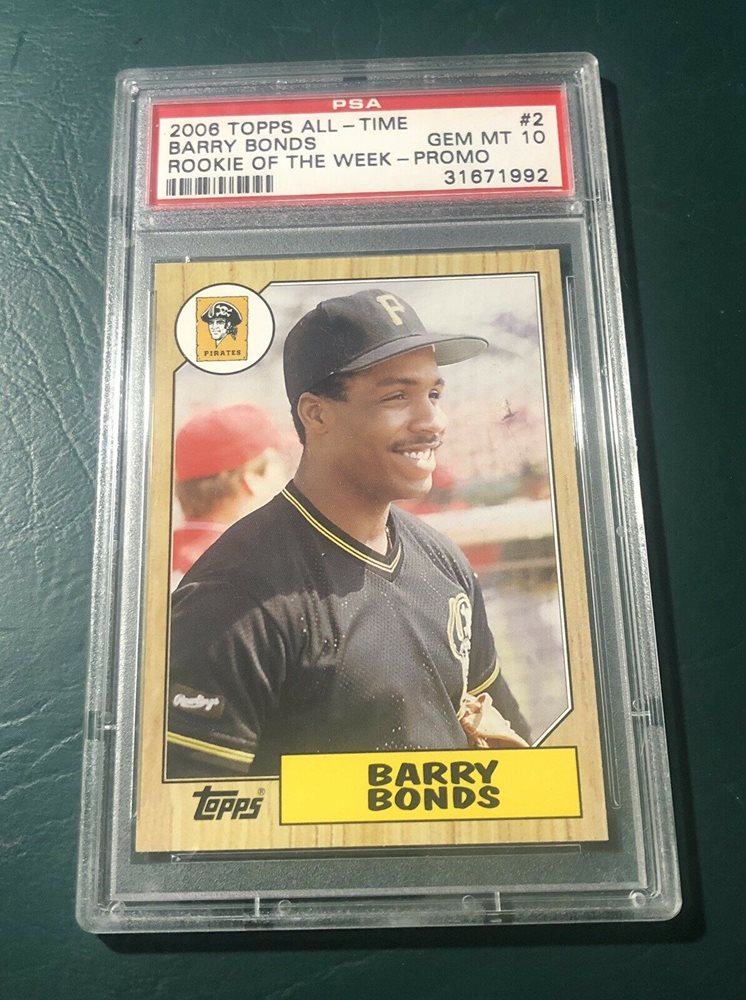 PSA
2006 TOPPS ALL-TIME #2
BARRY BONDS GEM MT 10
ROOKIE OF THE WEEK-PROMO
31671992
PIRATES
P
Rawlings
topps®
BARRY
BONDS